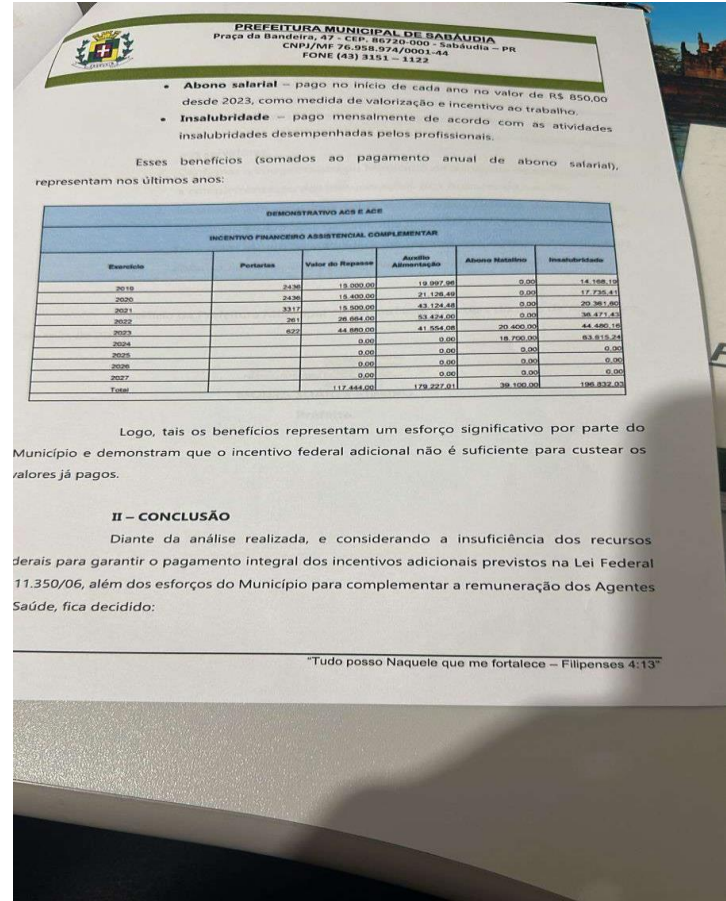 PREFEITURA MUNICIPAL DE SABÁUDIA
Praça da Bandeira, 47 - CEP. 86720-000 - Sabáudia – PR
CNPJ/MF 76.958.974/0001-44
FONE (43) 3151 – 1122
• Abono salarial – pago no início de cada ano no valor de R$ 850,00
desde 2023, como medida de valorização e incentivo ao trabalho.
• Insalubridade – pago mensalmente de acordo com as atividades
insalubridades desempenhadas pelos profissionais.
Esses benefícios (somados ao pagamento anual de abono salarial),
representam nos últimos anos:
DEMONSTRATIVO ACS E ACE
INCENTIVO FINANCEIRO ASSISTENCIAL COMPLEMENTAR
Exercício Portarias Valor do Repasse Auxílio Alimentação Abono Natalino Insalubridade
2019 2436 15.000,00 19.997,96 0,00 14.168,19
2020 2436 15.400,00 21.126,49 0,00 17.735,41
2021 3317 15.500,00 43.124,48 0,00 20.361,60
2022 261 26.664,00 53.424,00 0,00 36.471,43
2023 622 44.880,00 41.554,08 20.400,00 44.480,16
2024 0,00 0,00 18.700,00 63.615,24
2025 0,00 0,00 0,00 0,00
2026 0,00 0,00 0,00 0,00
2027 0,00 0,00 0,00 0,00
Total 117.444,00 179.227,01 39.100,00 196.832,03
Logo, tais os benefícios representam um esforço significativo por parte do
Município e demonstram que o incentivo federal adicional não é suficiente para custear os
valores já pagos.
II – CONCLUSÃO
Diante da análise realizada, e considerando a insuficiência dos recursos
derais para garantir o pagamento integral dos incentivos adicionais previstos na Lei Federal
11.350/06, além dos esforços do Município para complementar a remuneração dos Agentes
Saúde, fica decidido:
"Tudo posso Naquele que me fortalece – Filipenses 4:13"